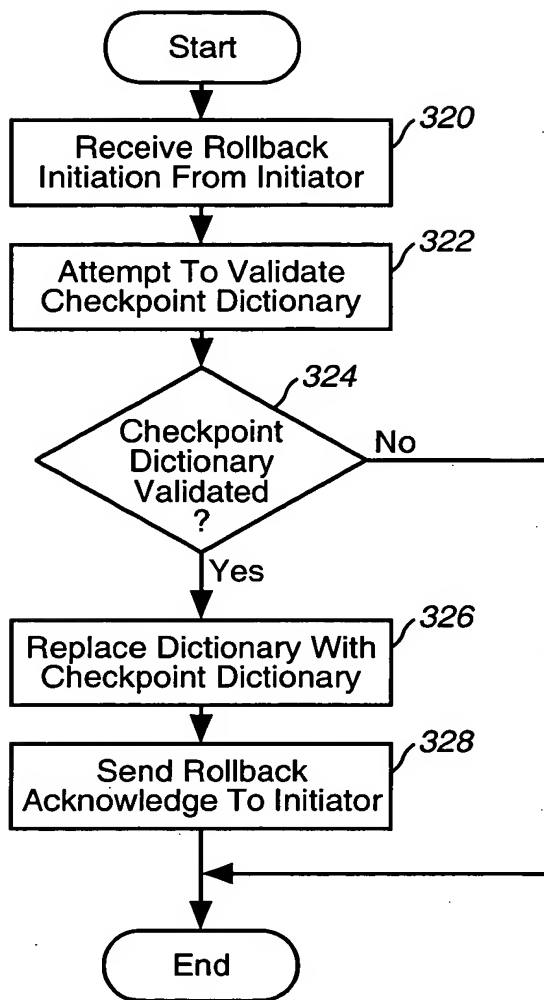 Start
320
Receive Rollback
Initiation From Initiator
322
Attempt To Validate
Checkpoint Dictionary
324
Checkpoint
Dictionary
Validated
?
No
Yes
326
Replace Dictionary With
Checkpoint Dictionary
328
Send Rollback
Acknowledge To Initiator
End